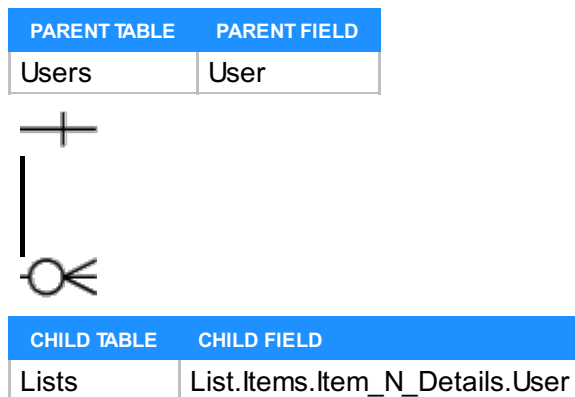 PARENT TABLE PARENT FIELD
Users User
CHILD TABLE CHILD FIELD
Lists List.Items.Item_N_Details.User